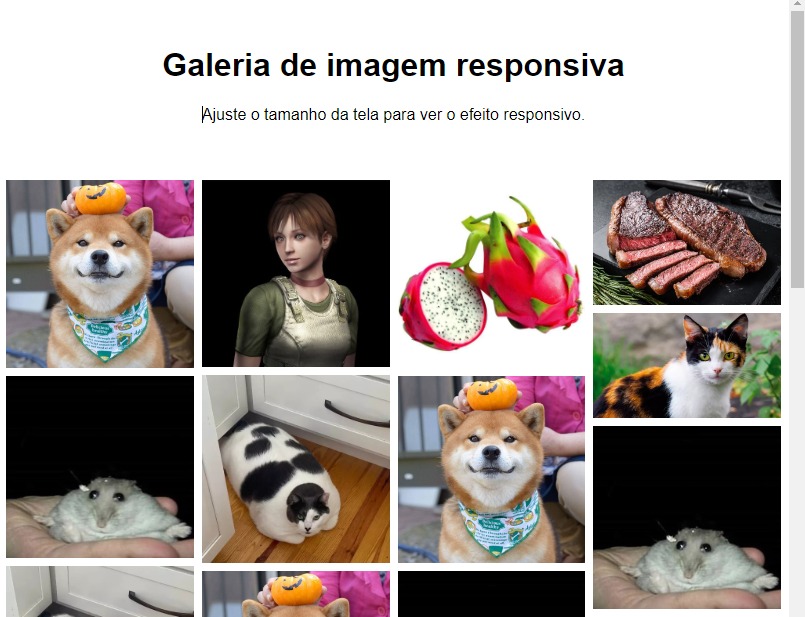 Galeria de imagem responsiva
Ajuste o tamanho da tela para ver o efeito responsivo.